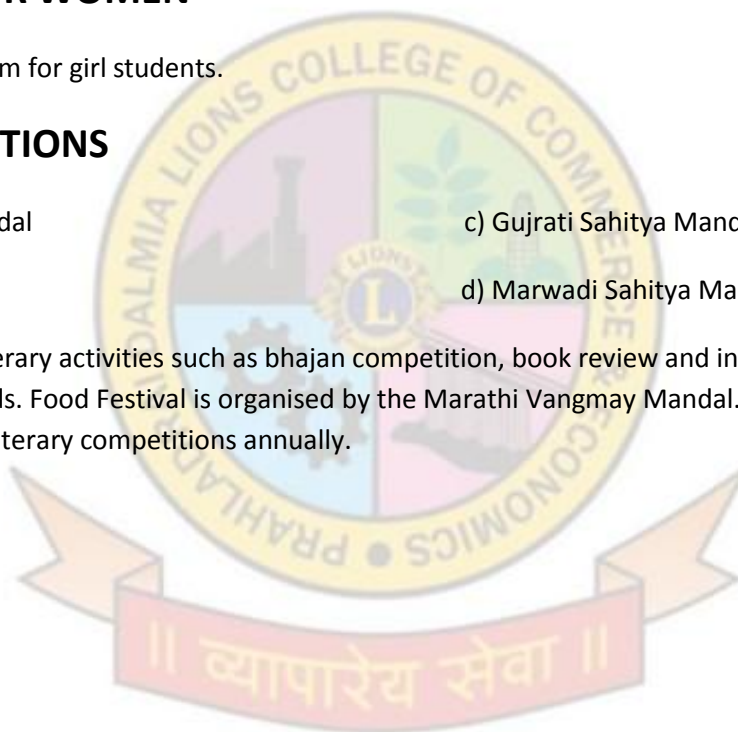 R WOMEN
m for girl students.
TIONS
dal
c) Gujrati Sahitya Mand
d) Marwadi Sahitya Ma
erary activities such as bhajan competition, book review and in
ls. Food Festival is organised by the Marathi Vangmay Mandal.
terary competitions annually.
PRAHLADRAI DALMIA LIONS COLLEGE OF COMMERCE & ECONOMICS
LIONS
L
॥ व्यापारेय सेवा ॥